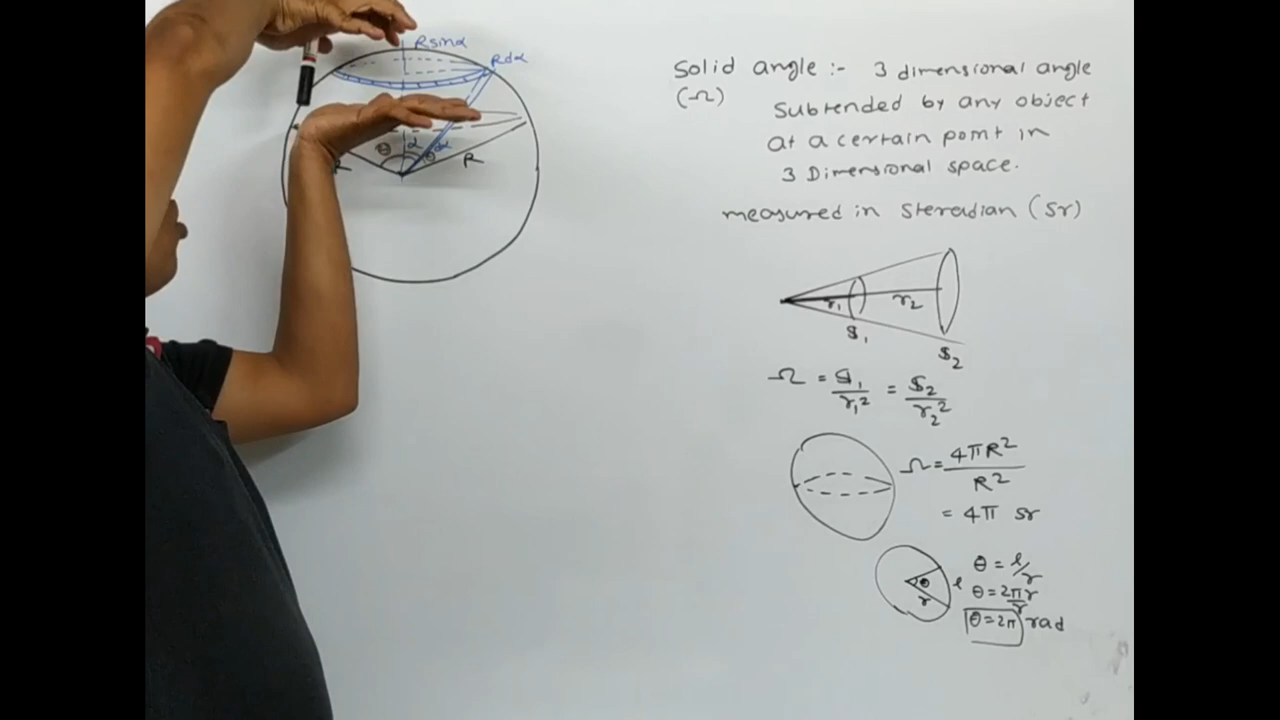 R sinα
Rdα
θ α dα θ
R
Solid angle :- 3 dimensional angle
(Ω) Subtended by any object
at a certain point in
3 Dimensional space.
measured in Steradian (Sr)
r₁ r₂
S₁
S₂
Ω = S₁/r₁² = S₂/r₂²
Ω = 4πR²/R²
= 4π Sr
θ = l/r
θ l
r
θ = 2πr/r
θ = 2π rad